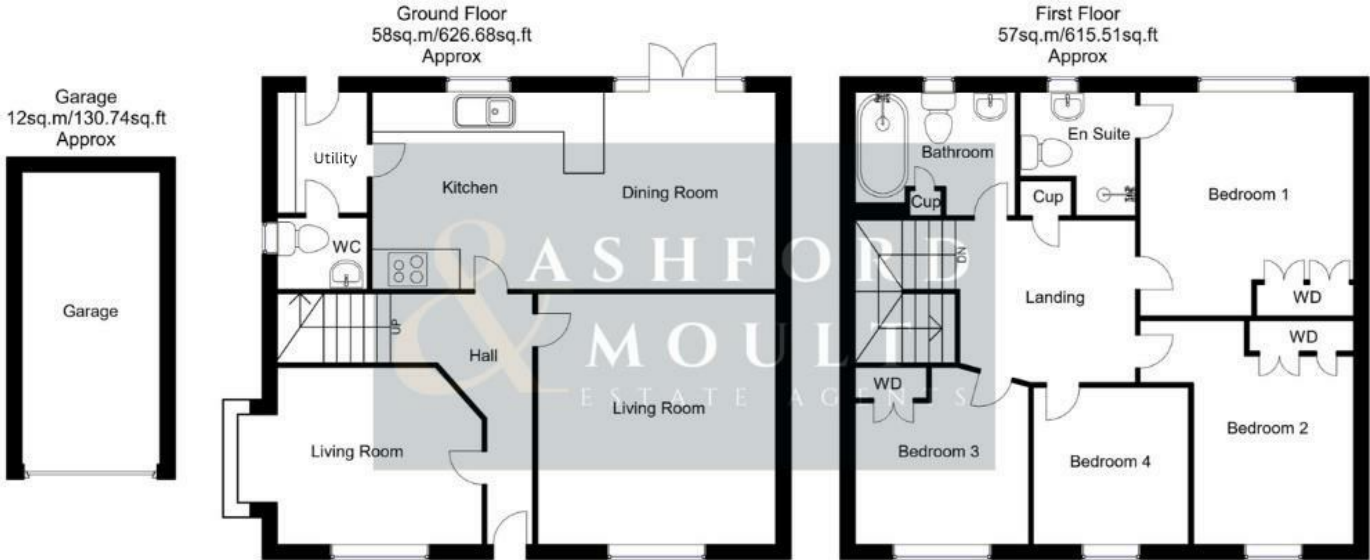 Garage
12sq.m/130.74sq.ft
Approx
Garage
Ground Floor
58sq.m/626.68sq.ft
Approx
Utility
Kitchen
Dining Room
WC
UP
Hall
Living Room
Living Room
First Floor
57sq.m/615.51sq.ft
Approx
Bathroom
En Suite
Cup
Cup
Bedroom 1
DN
Landing
WD
WD
WD
Bedroom 2
Bedroom 3
Bedroom 4
&
ASHFORD
MOULT
ESTATE AGENTS